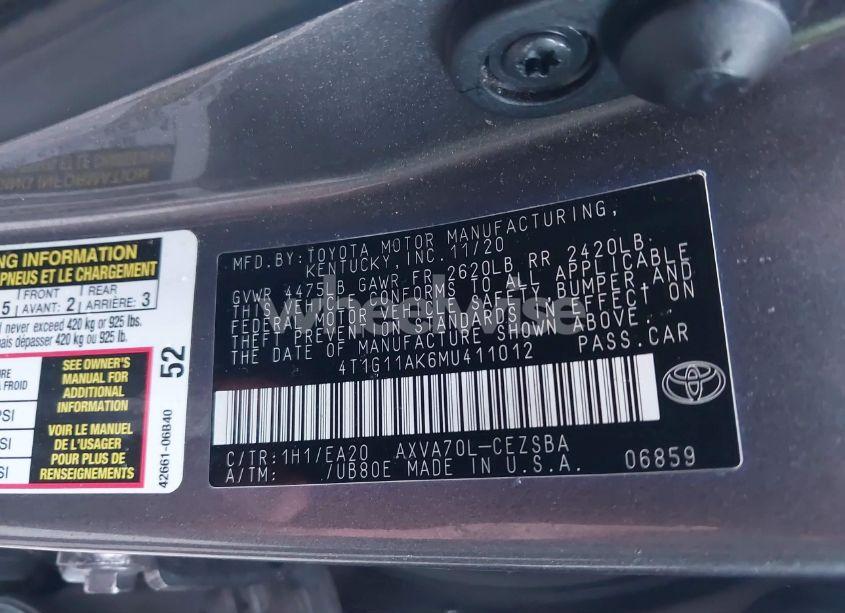 NG INFORMATION
PNEUS ET LE CHARGEMENT
5 FRONT AVANT: 2 REAR ARRIÈRE: 3
never exceed 420 kg or 925 lbs.
dépasser 420 kg ou 925 lb.
SEE OWNER'S
MANUAL FOR
ADDITIONAL
INFORMATION
VOIR LE MANUEL
DE L'USAGER
POUR PLUS DE
RENSEIGNEMENTS
FROID
PSI
PSI
52
42661-06B40
MFD. BY: TOYOTA MOTOR MANUFACTURING,
KENTUCKY, INC. 11/20
GVWR 4475LB GAWR FR 2620LB RR 2420LB
THIS VEHICLE CONFORMS TO ALL APPLICABLE
FEDERAL MOTOR VEHICLE SAFETY, BUMPER, AND
THEFT PREVENTION STANDARDS IN EFFECT ON
THE DATE OF MANUFACTURE SHOWN ABOVE.
4T1G11AK6MU411012 PASS.CAR
C/TR:1H1/EA20 AXVA70L-CEZSBA
A/TM: /UB80E MADE IN U.S.A. 06859
Wheelwise